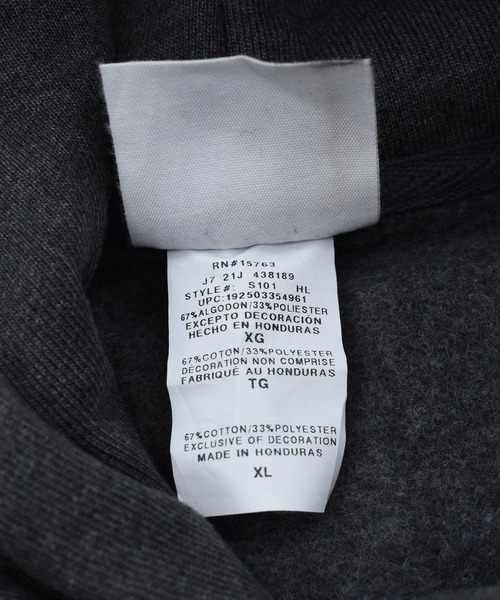 RN#15763
J7 21J 438189
STYLE#: S101 HL
UPC:192503354961
67%ALGODON/33%POLIESTER
EXCEPTO DECORACIÓN
HECHO EN HONDURAS
XG
67%COTTON/33%POLYESTER
DÉCORATION NON COMPRISE
FABRIQUÉ AU HONDURAS
TG
67%COTTON/33%POLYESTER
EXCLUSIVE OF DECORATION
MADE IN HONDURAS
XL